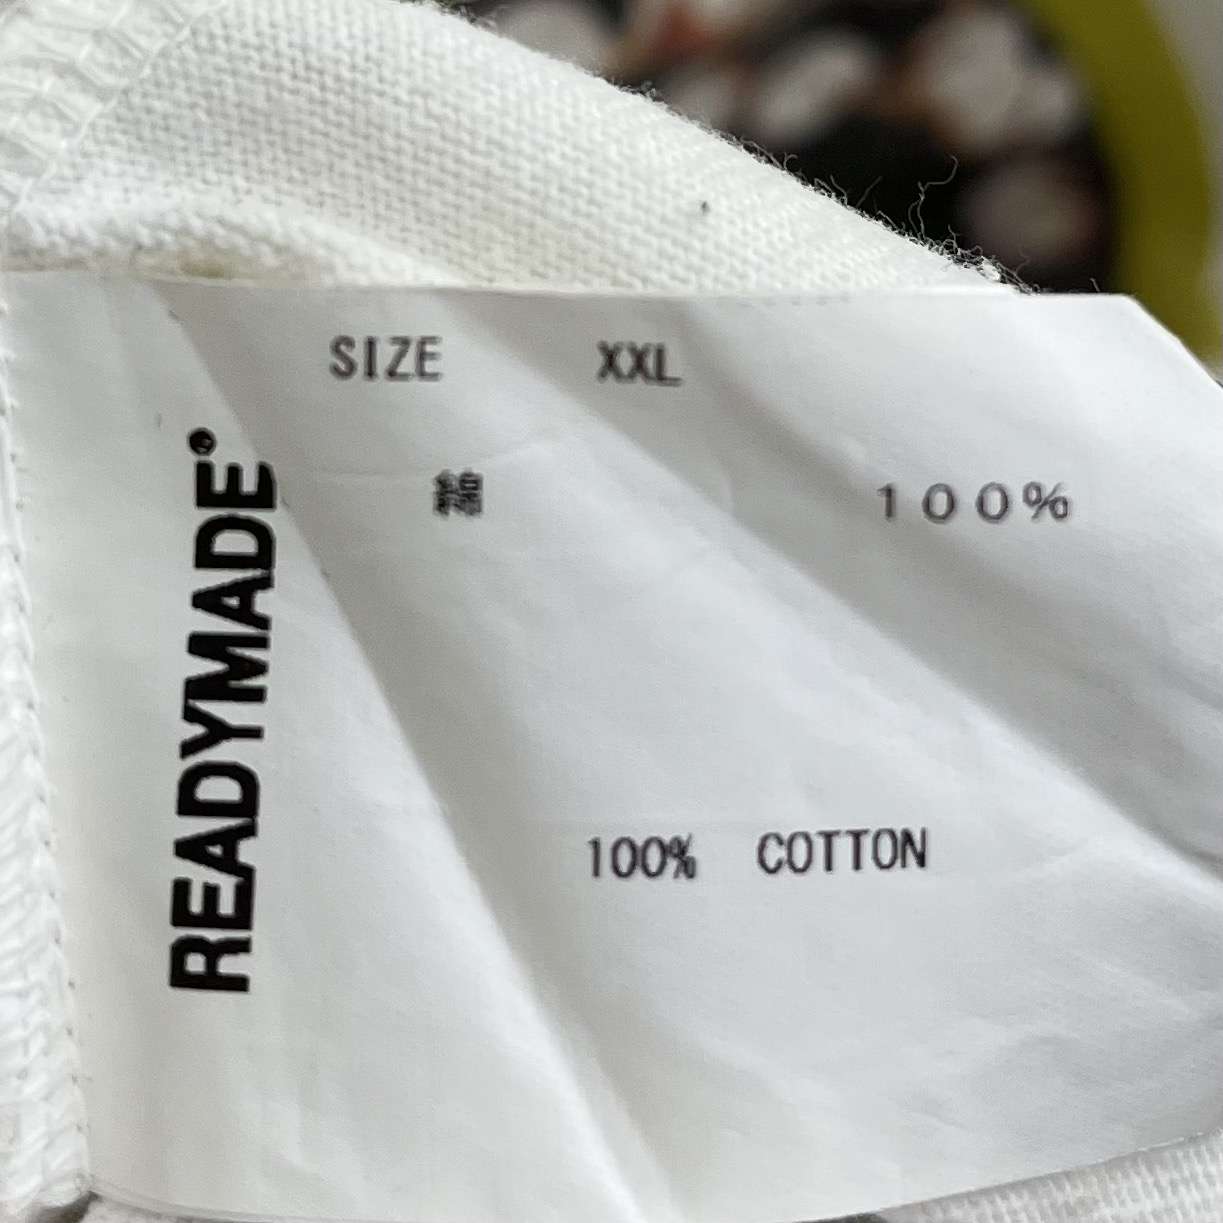 SIZE XXL
綿 100%
100% COTTON
READYMADE®